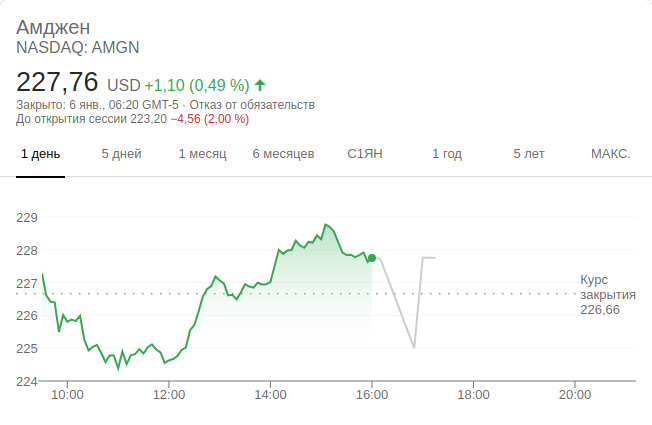 Амджен
NASDAQ: AMGN
227,76 USD +1,10 (0,49 %)
Закрыто: 6 янв., 06:20 GMT-5 · Отказ от обязательств
До открытия сессии 223,20 −4,56 (2,00 %)
1 день 5 дней 1 месяц 6 месяцев С1ЯН 1 год 5 лет МАКС.
229
228
227
Курс
закрытия
226,66
226
225
224
10:00 12:00 14:00 16:00 18:00 20:00